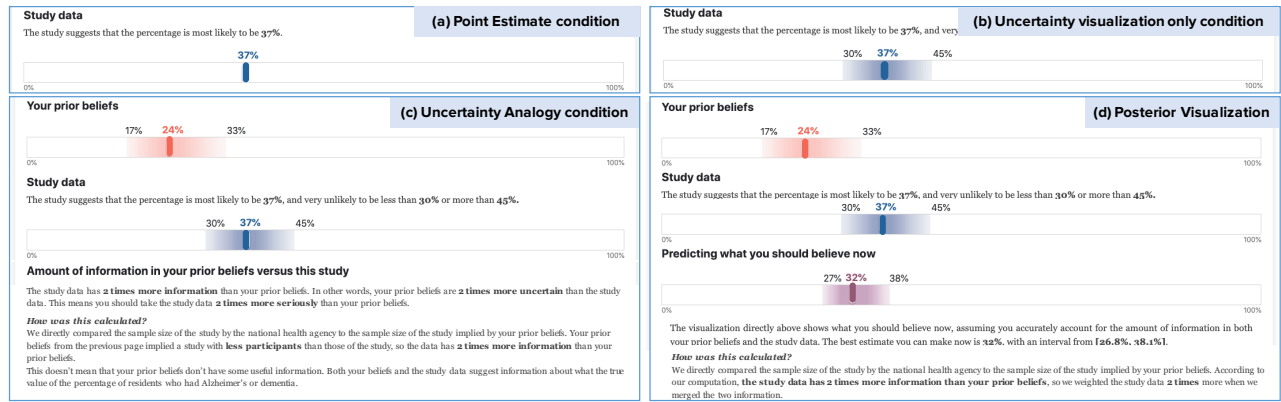 Study data
(a) Point Estimate condition
The study suggests that the percentage is most likely to be 37%.
37%
0%
100%
Study data
(b) Uncertainty visualization only condition
The study suggests that the percentage is most likely to be 37%, and very
30% 37% 45%
0%
100%
Your prior beliefs
(c) Uncertainty Analogy condition
17% 24% 33%
0%
100%
Study data
The study suggests that the percentage is most likely to be 37%, and very unlikely to be less than 30% or more than 45%.
30% 37% 45%
0%
100%
Amount of information in your prior beliefs versus this study
The study data has 2 times more information than your prior beliefs. In other words, your prior beliefs are 2 times more uncertain than the study
data. This means you should take the study data 2 times more seriously than your prior beliefs.
How was this calculated?
We directly compared the sample size of the study by the national health agency to the sample size of the study implied by your prior beliefs. Your prior
beliefs from the previous page implied a study with less participants than those of the study, so the data has 2 times more information than your
prior beliefs.
This doesn't mean that your prior beliefs don't have some useful information. Both your beliefs and the study data suggest information about what the true
value of the percentage of residents who had Alzheimer's or dementia.
Your prior beliefs
(d) Posterior Visualization
17% 24% 33%
0%
100%
Study data
The study suggests that the percentage is most likely to be 37%, and very unlikely to be less than 30% or more than 45%.
30% 37% 45%
0%
100%
Predicting what you should believe now
27% 32% 38%
0%
100%
The visualization directly above shows what you should believe now, assuming you accurately account for the amount of information in both
your prior beliefs and the study data. The best estimate you can make now is 32%, with an interval from [26.8%, 38.1%].
How was this calculated?
We directly compared the sample size of the study by the national health agency to the sample size of the study implied by your prior beliefs. According to
our computation, the study data has 2 times more information than your prior beliefs, so we weighted the study data 2 times more when we
merged the two information.